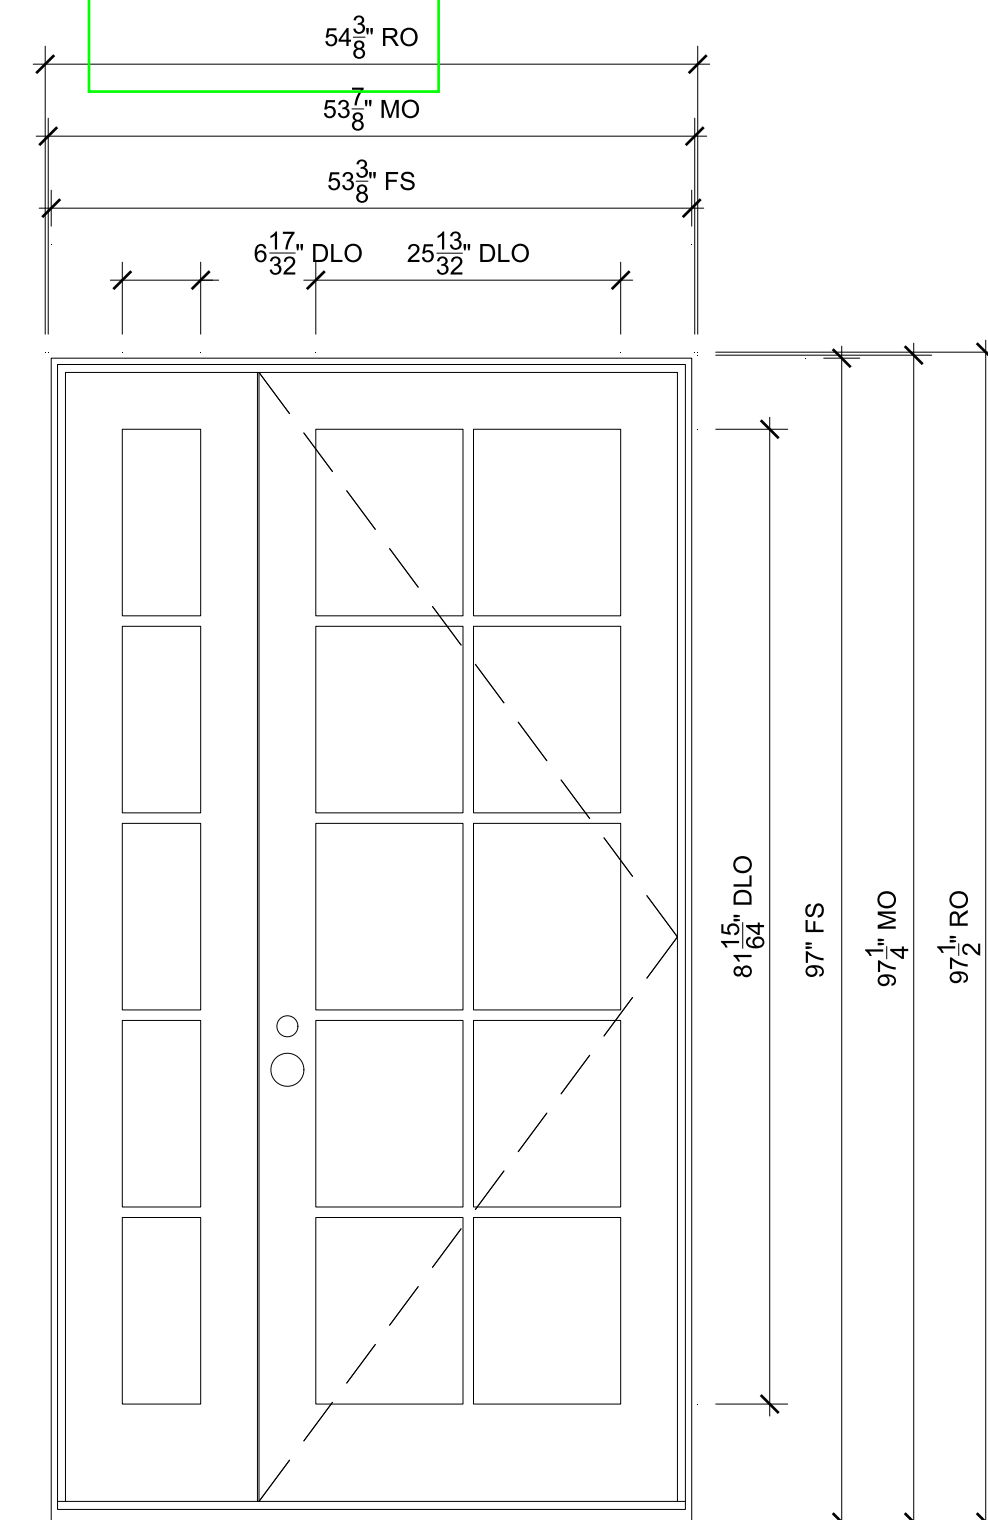 54 3/8" RO
53 7/8" MO
53 3/8" FS
6 17/32" DLO 25 13/32" DLO
81 15/64" DLO
97" FS
97 1/4" MO
97 1/2" RO